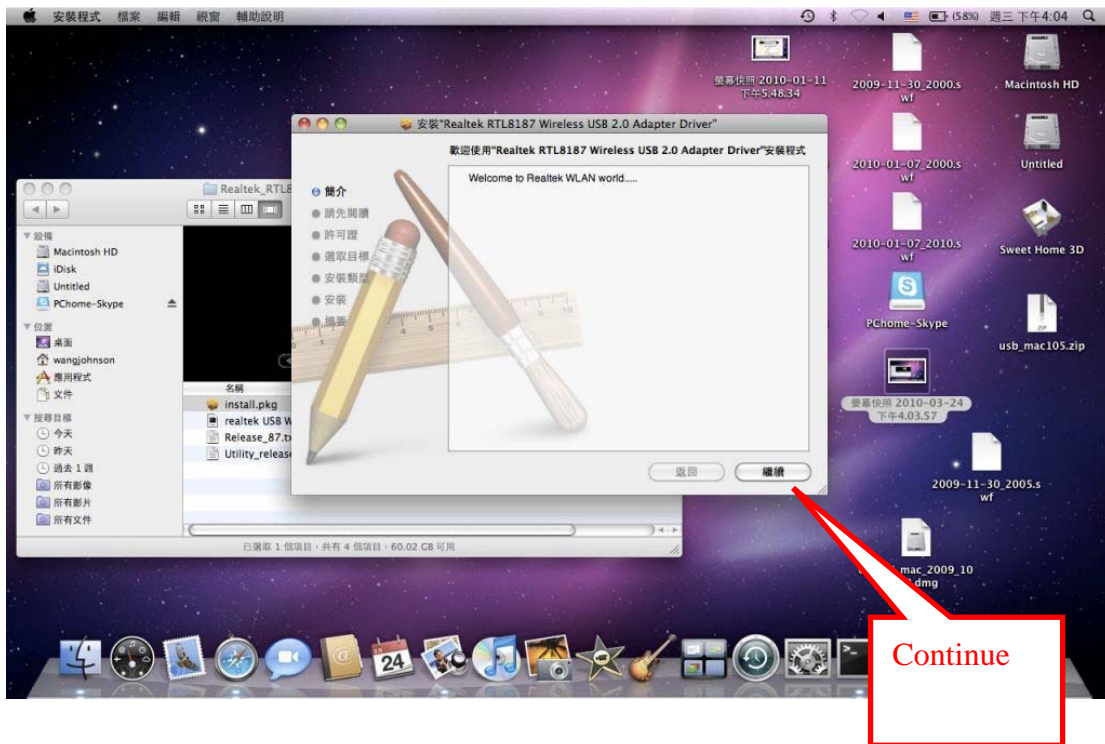 安裝程式 檔案 編輯 視窗 輔助說明
(58%) 週三 下午4:04
螢幕快照 2010-01-11
下午5.48.34
2009-11-30_2000.s
wf
Macintosh HD
2010-01-07_2000.s
wf
Untitled
2010-01-07_2010.s
wf
Sweet Home 3D
PChome-Skype
usb_mac105.zip
螢幕快照 2010-03-24
下午4.03.57
2009-11-30_2005.s
wf
mac_2009_10
dmg
Realtek_RTL8
設備
Macintosh HD
iDisk
Untitled
PChome-Skype
位置
桌面
wangjohnson
應用程式
文件
搜尋目標
今天
昨天
過去 1 週
所有影像
所有影片
所有文件
名稱
install.pkg
realtek USB W
Release_87.tx
Utility_release
已選取 1 個項目,共有 4 個項目,60.02 GB 可用
安裝"Realtek RTL8187 Wireless USB 2.0 Adapter Driver"
歡迎使用"Realtek RTL8187 Wireless USB 2.0 Adapter Driver"安裝程式
簡介
請先閱讀
許可證
選取目標
安裝類型
安裝
摘要
Welcome to Realtek WLAN world.....
返回
繼續
24
Continue